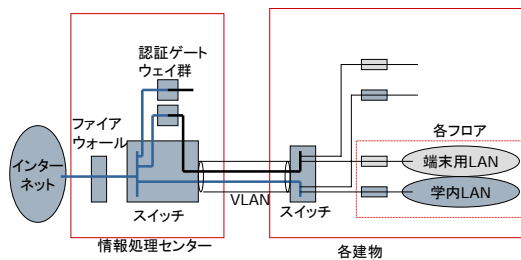 認証ゲート
ウェイ群
ファイア
ウォール
各フロア
インター
ネット
端末用LAN
学内LAN
VLAN
スイッチ
スイッチ
情報処理センター
各建物